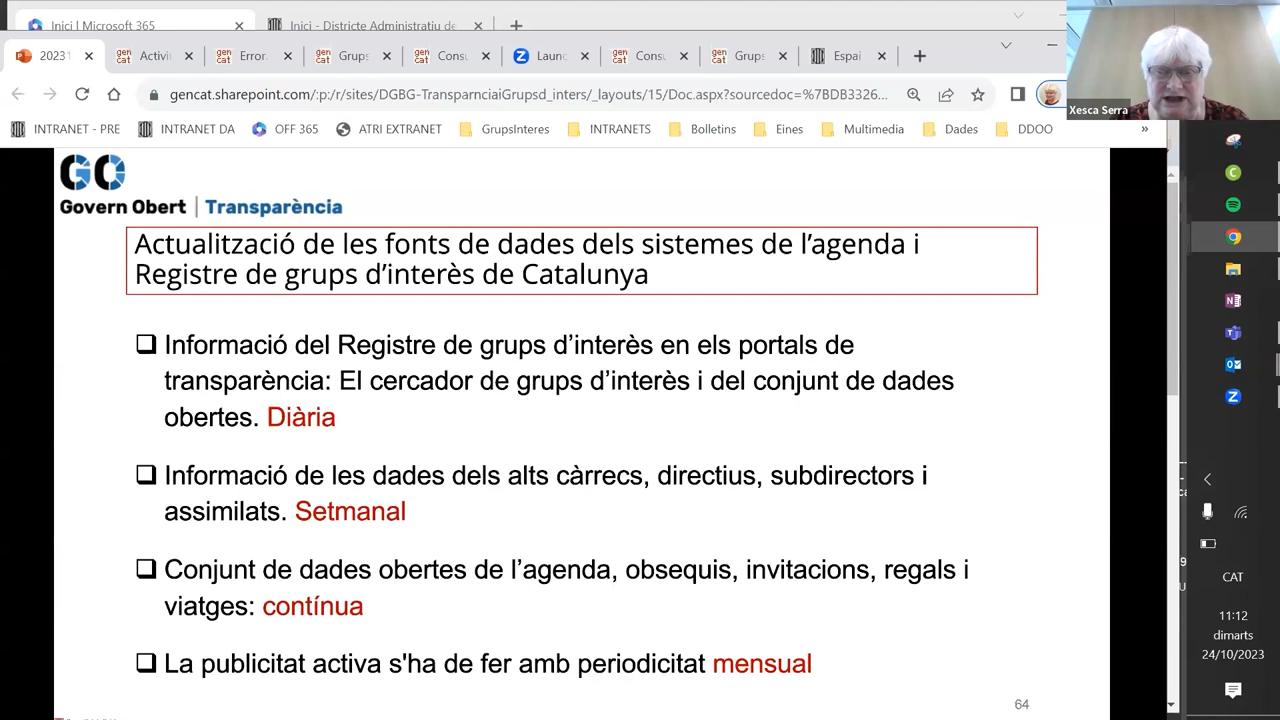 Inici | Microsoft 365
Inici - Districte Administratiu de
20231
Activi
Error.
Grups
Consu
Launc
Consu
Grups
Espai
gencat.sharepoint.com/:p:/r/sites/DGBG-TransparenciaiGrupsd_inters/_layouts/15/Doc.aspx?sourcedoc=%7BDB3326...
Xesca Serra
INTRANET - PRE
INTRANET DA
OFF 365
ATRI EXTRANET
GrupsInteres
INTRANETS
Bolletins
Eines
Multimedia
Dades
DDOO
»
GO
Govern Obert | Transparència
Actualització de les fonts de dades dels sistemes de l’agenda i
Registre de grups d’interès de Catalunya
Informació del Registre de grups d’interès en els portals de
transparència: El cercador de grups d’interès i del conjunt de dades
obertes. Diària
Informació de les dades dels alts càrrecs, directius, subdirectors i
assimilats. Setmanal
Conjunt de dades obertes de l’agenda, obsequis, invitacions, regals i
viatges: contínua
La publicitat activa s'ha de fer amb periodicitat mensual
64
CAT
11:12
dimarts
24/10/2023